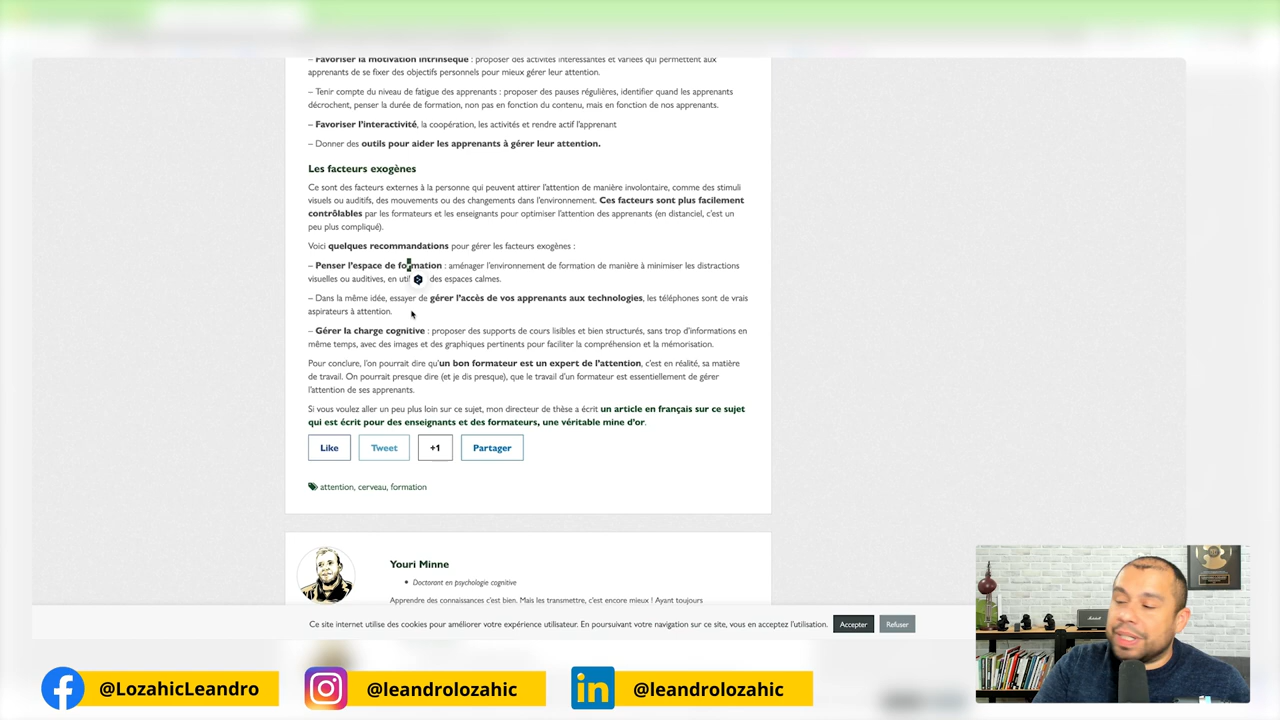 – Favoriser la motivation intrinsèque : proposer des activités intéressantes et variées qui permettent aux
apprenants de se fixer des objectifs personnels pour mieux gérer leur attention.
– Tenir compte du niveau de fatigue des apprenants : proposer des pauses régulières, identifier quand les apprenants
décrochent, penser la durée de formation, non pas en fonction du contenu, mais en fonction de nos apprenants.
– Favoriser l'interactivité, la coopération, les activités et rendre actif l'apprenant
– Donner des outils pour aider les apprenants à gérer leur attention.
Les facteurs exogènes
Ce sont des facteurs externes à la personne qui peuvent attirer l'attention de manière involontaire, comme des stimuli
visuels ou auditifs, des mouvements ou des changements dans l'environnement. Ces facteurs sont plus facilement
contrôlables par les formateurs et les enseignants pour optimiser l'attention des apprenants (en distanciel, c'est un
peu plus compliqué).
Voici quelques recommandations pour gérer les facteurs exogènes :
– Penser l'espace de formation : aménager l'environnement de formation de manière à minimiser les distractions
visuelles ou auditives, en util des espaces calmes.
– Dans la même idée, essayer de gérer l'accès de vos apprenants aux technologies, les téléphones sont de vrais
aspirateurs à attention.
– Gérer la charge cognitive : proposer des supports de cours lisibles et bien structurés, sans trop d'informations en
même temps, avec des images et des graphiques pertinents pour faciliter la compréhension et la mémorisation.
Pour conclure, l'on pourrait dire qu'un bon formateur est un expert de l'attention, c'est en réalité, sa matière
de travail. On pourrait presque dire (et je dis presque), que le travail d'un formateur est essentiellement de gérer
l'attention de ses apprenants.
Si vous voulez aller un peu plus loin sur ce sujet, mon directeur de thèse a écrit un article en français sur ce sujet
qui est écrit pour des enseignants et des formateurs, une véritable mine d'or.
Like Tweet +1 Partager
attention, cerveau, formation
Youri Minne
• Doctorant en psychologie cognitive
Apprendre des connaissances c'est bien. Mais les transmettre, c'est encore mieux ! Ayant toujours
Ce site internet utilise des cookies pour améliorer votre expérience utilisateur. En poursuivant votre navigation sur ce site, vous en acceptez l'utilisation. Accepter Refuser
@LozahicLeandro @leandrolozahic @leandrolozahic